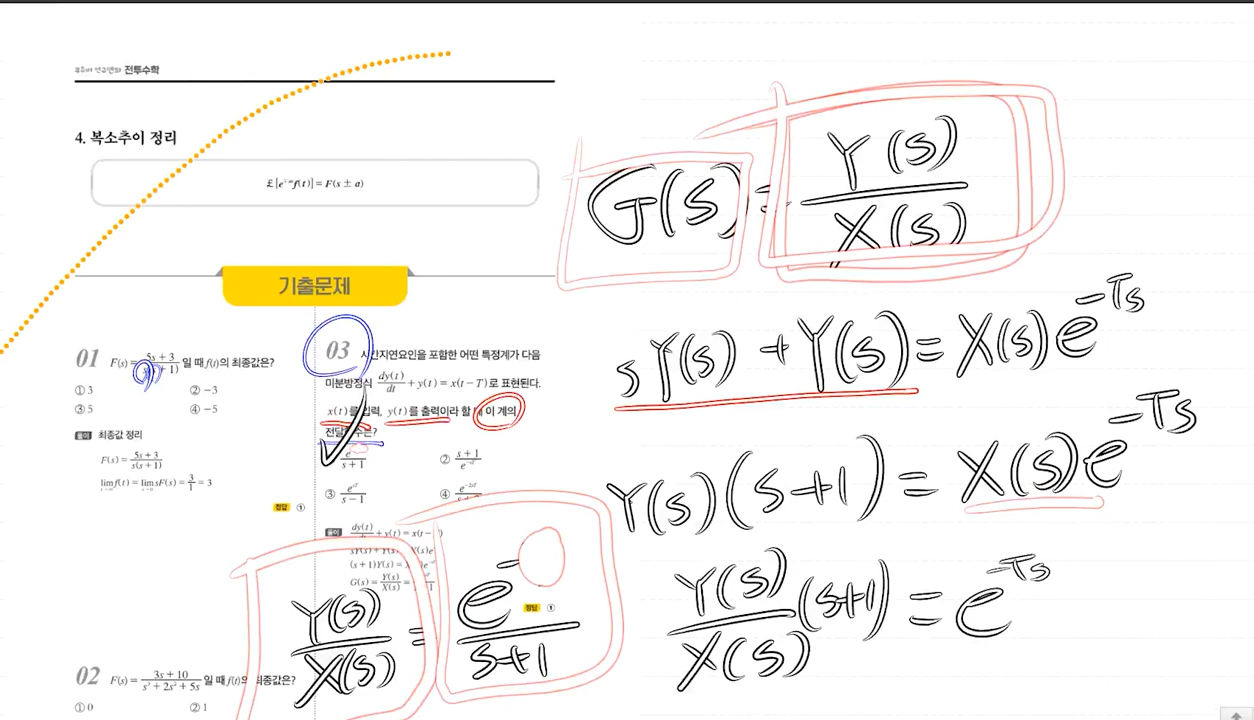 전투수학
4. 복소추이 정리
£[e f(t)] = F(s ± a)
기출문제
01 F(s) = 5s + 3 / s(s + 1) 일 때 f(t)의 최종값은?
① 3 ② −3
③ 5 ④ −5
풀이 최종값 정리
F(s) = 5s + 3 / s(s + 1)
lim f(t) = lim sF(s) = 3/1 = 3
정답 ①
02 F(s) = 3s + 10 / s³ + 2s² + 5s 일 때 f(t)의 최종값은?
① 0 ② 1
03 시간지연요인을 포함한 어떤 특정계가 다음
미분방정식 dy(t)/dt + y(t) = x(t − T)로 표현된다.
x(t)를 입력, y(t)를 출력이라 할 때 이 계의
전달함수는?
① e / s + 1 ② s + 1 / e
③ / s − 1 ④
풀이 dy(t)/dt + y(t) = x(t −
sY(s) + Y(s) X(s)e
(s + 1)Y(s) =
G(s) = Y(s)/X(s) =
정답 ①
Y(s)/X(s) = e⁻ / s+1
G(s) = Y(s)/X(s)
sY(s) + Y(s) = X(s)e^-Ts
Y(s)(s+1) = X(s)e^-Ts
Y(s)/X(s) (s+1) = e^-Ts